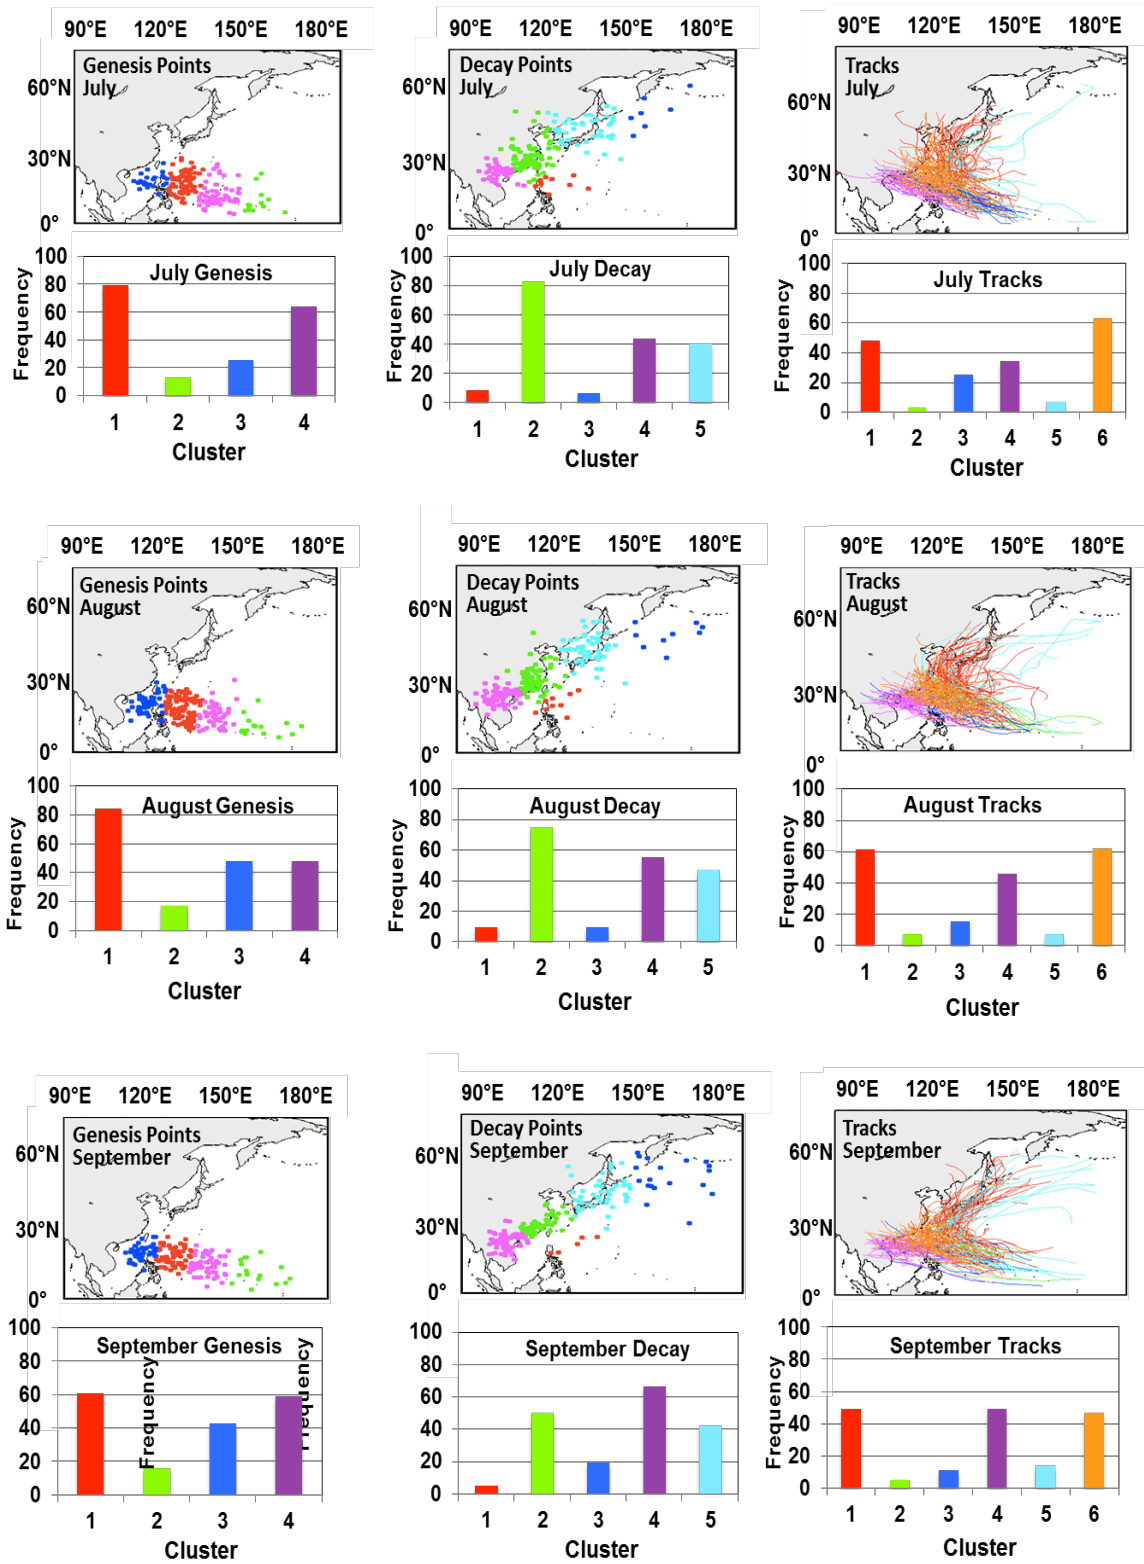 90°E 120°E 150°E 180°E
Genesis Points
July
60°N
30°N
0°
90°E 120°E 150°E 180°E
Decay Points
July
60°N
30°N
0°
90°E 120°E 150°E 180°E
Tracks
July
60°N
30°N
0°
July Genesis
Frequency
100
80
60
40
20
0
1 2 3 4
Cluster
July Decay
Frequency
100
80
60
40
20
0
1 2 3 4 5
Cluster
July Tracks
Frequency
100
80
60
40
20
0
1 2 3 4 5 6
Cluster
90°E 120°E 150°E 180°E
Genesis Points
August
60°N
30°N
0°
90°E 120°E 150°E 180°E
Decay Points
August
60°N
30°N
0°
90°E 120°E 150°E 180°E
Tracks
August
60°N
30°N
0°
August Genesis
Frequency
100
80
60
40
20
0
1 2 3 4
Cluster
August Decay
Frequency
100
80
60
40
20
0
1 2 3 4 5
Cluster
August Tracks
Frequency
100
80
60
40
20
0
1 2 3 4 5 6
Cluster
90°E 120°E 150°E 180°E
Genesis Points
September
60°N
30°N
0°
90°E 120°E 150°E 180°E
Decay Points
September
60°N
30°N
0°
90°E 120°E 150°E 180°E
Tracks
September
60°N
30°N
0°
September Genesis
100
80
60
40
20
0
Frequency
Frequency
1 2 3 4
Cluster
September Decay
100
80
60
40
20
0
1 2 3 4 5
Cluster
September Tracks
Frequency
100
80
60
40
20
0
1 2 3 4 5 6
Cluster